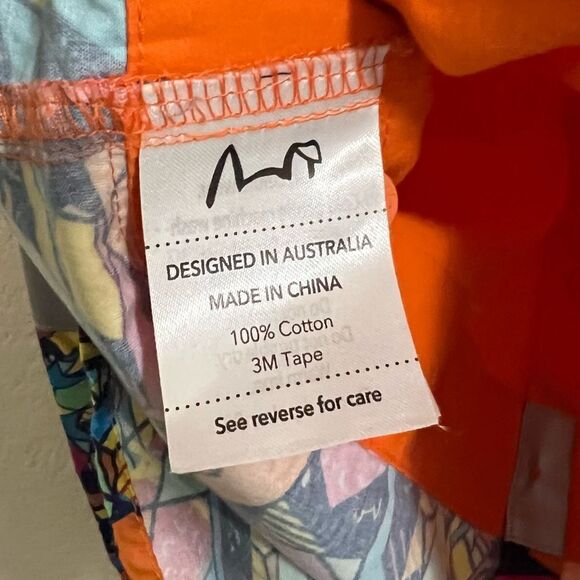 DESIGNED IN AUSTRALIA
MADE IN CHINA
100% Cotton
3M Tape
See reverse for care